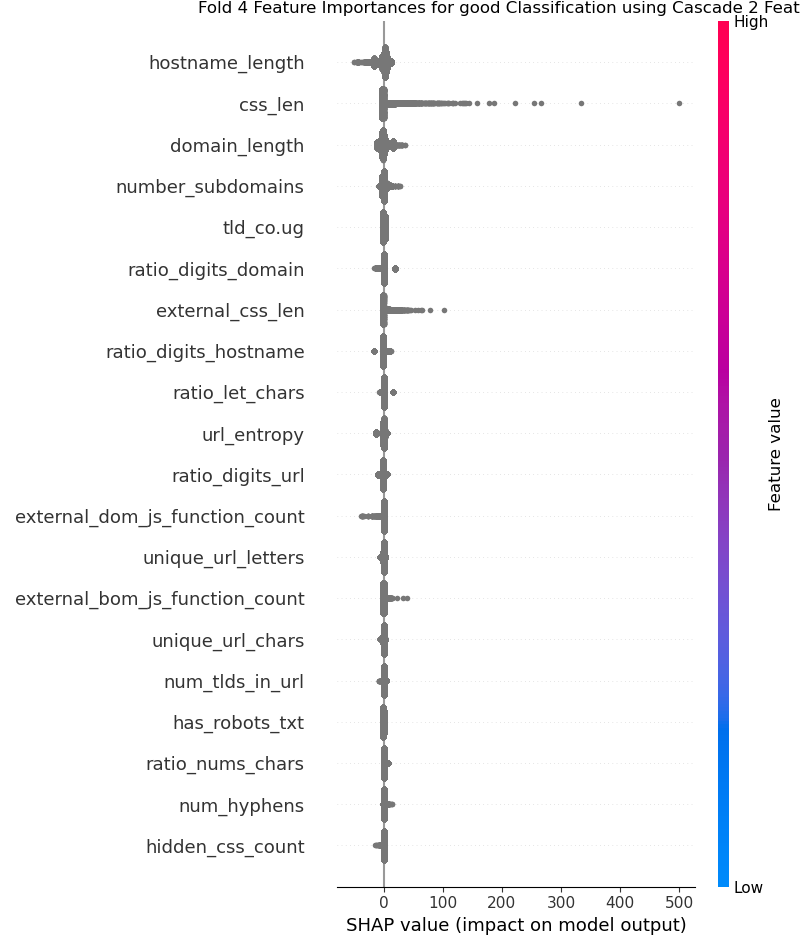 Fold 4 Feature Importances for good Classification using Cascade 2 Feat
High
hostname_length
css_len
domain_length
number_subdomains
tld_co.ug
ratio_digits_domain
external_css_len
ratio_digits_hostname
ratio_let_chars
url_entropy
ratio_digits_url
external_dom_js_function_count
unique_url_letters
external_bom_js_function_count
unique_url_chars
num_tlds_in_url
has_robots_txt
ratio_nums_chars
num_hyphens
hidden_css_count
Feature value
Low
0 100 200 300 400 500
SHAP value (impact on model output)